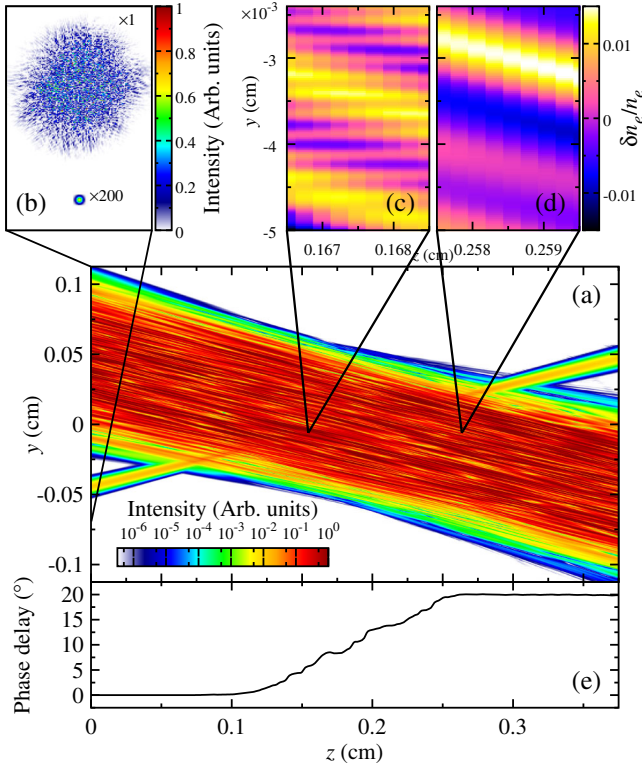 ×1
(b)
×200
1
0.8
0.6
0.4
0.2
0
Intensity (Arb. units)
×10⁻³
-3
-4
-5
y (cm)
(c)
0.167
0.168
z (cm)
(d)
0.258
0.259
0.01
0
-0.01
δnₑ/nₑ
(a)
0.1
0.05
0
-0.05
-0.1
y (cm)
Intensity (Arb. units)
10⁻⁶ 10⁻⁵ 10⁻⁴ 10⁻³ 10⁻² 10⁻¹ 10⁰
20
15
10
5
0
Phase delay (°)
(e)
0 0.1 0.2 0.3
z (cm)